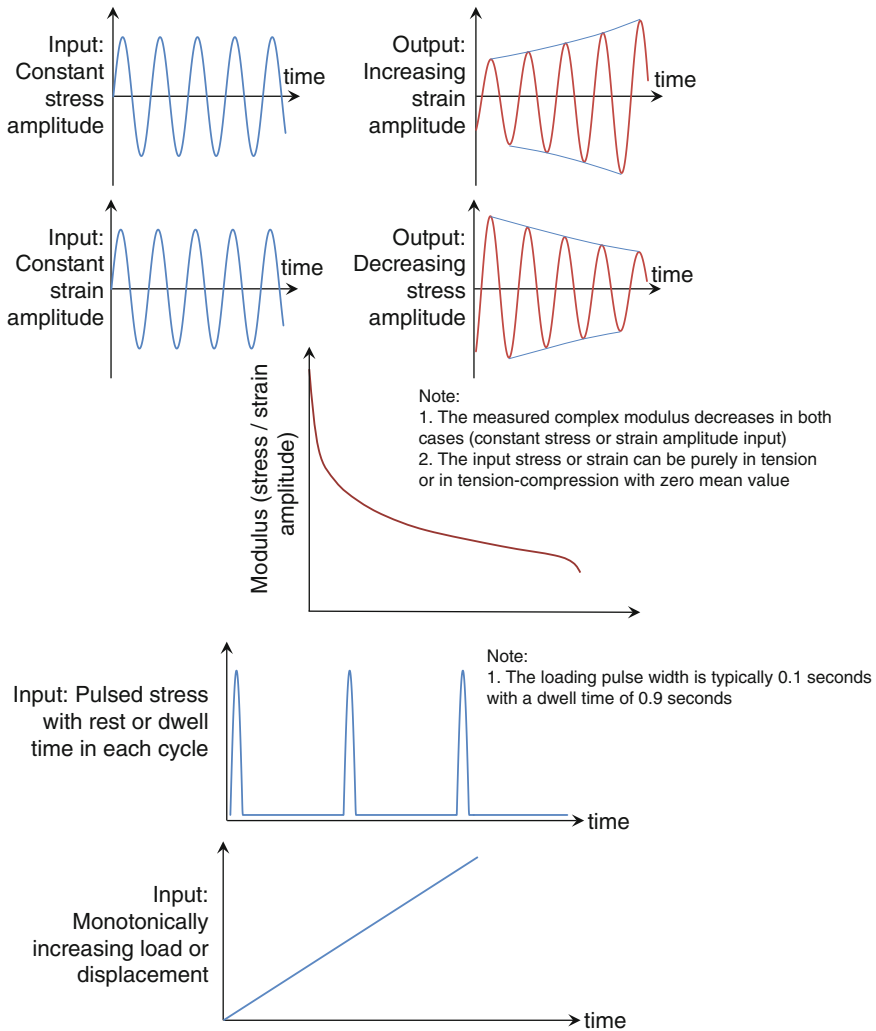 Input:
Constant
stress
amplitude
time
Output:
Increasing
strain
amplitude
time
Input:
Constant
strain
amplitude
time
Output:
Decreasing
stress
amplitude
time
Modulus (stress / strain
amplitude)
Note:
1. The measured complex modulus decreases in both
cases (constant stress or strain amplitude input)
2. The input stress or strain can be purely in tension
or in tension-compression with zero mean value
Input: Pulsed stress
with rest or dwell
time in each cycle
time
Note:
1. The loading pulse width is typically 0.1 seconds
with a dwell time of 0.9 seconds
Input:
Monotonically
increasing load or
displacement
time